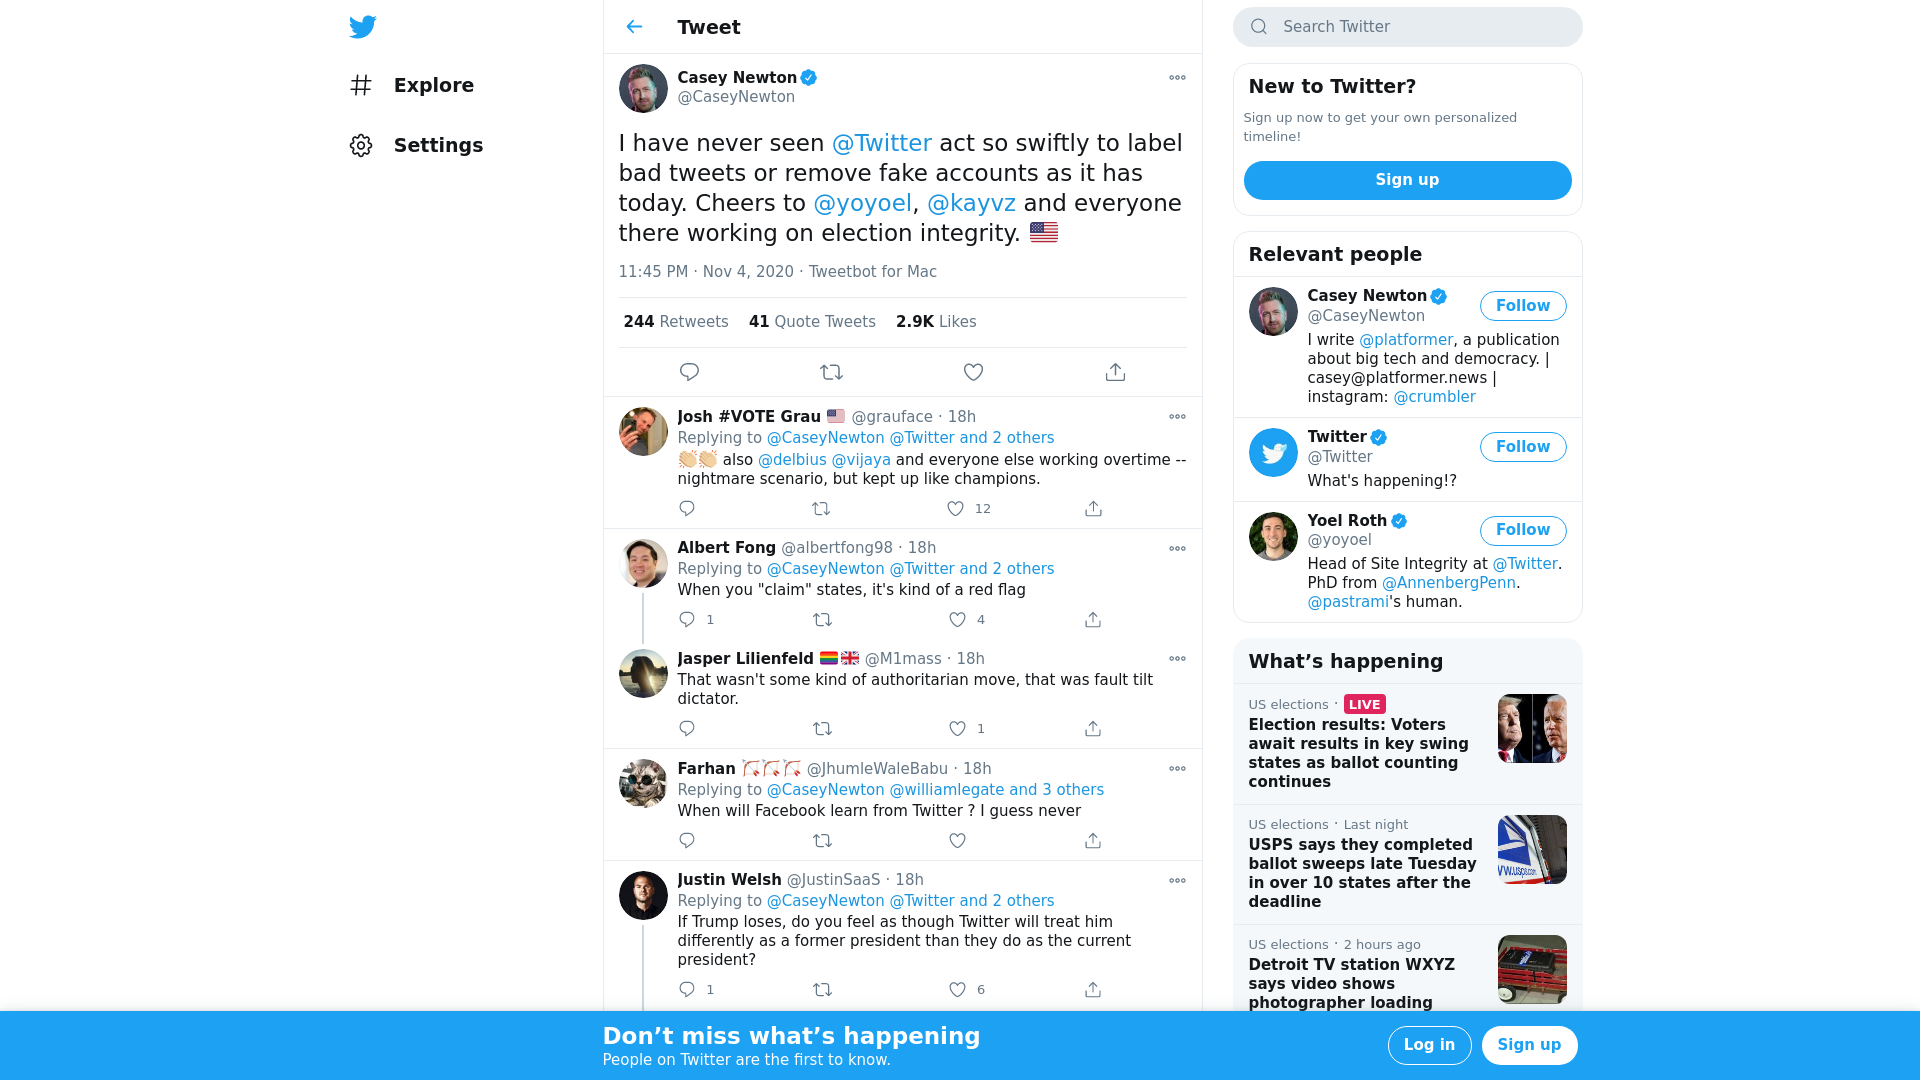 Explore
Settings
Tweet
Casey Newton
@CaseyNewton
I have never seen @Twitter act so swiftly to label
bad tweets or remove fake accounts as it has
today. Cheers to @yoyoel, @kayvz and everyone
there working on election integrity. 🇺🇸
11:45 PM · Nov 4, 2020 · Tweetbot for Mac
244 Retweets 41 Quote Tweets 2.9K Likes
Josh #VOTE Grau 🇺🇸 @grauface · 18h
Replying to @CaseyNewton @Twitter and 2 others
👏🏼👏🏼 also @delbius @vijaya and everyone else working overtime --
nightmare scenario, but kept up like champions.
12
Albert Fong @albertfong98 · 18h
Replying to @CaseyNewton @Twitter and 2 others
When you "claim" states, it's kind of a red flag
1 4
Jasper Lilienfeld 🏳️‍🌈🇬🇧 @M1mass · 18h
That wasn't some kind of authoritarian move, that was fault tilt
dictator.
1
Farhan 🏹🏹🏹 @JhumleWaleBabu · 18h
Replying to @CaseyNewton @williamlegate and 3 others
When will Facebook learn from Twitter ? I guess never
Justin Welsh @JustinSaaS · 18h
Replying to @CaseyNewton @Twitter and 2 others
If Trump loses, do you feel as though Twitter will treat him
differently as a former president than they do as the current
president?
1 6
Search Twitter
New to Twitter?
Sign up now to get your own personalized
timeline!
Sign up
Relevant people
Casey Newton
@CaseyNewton
Follow
I write @platformer, a publication
about big tech and democracy. |
casey@platformer.news |
instagram: @crumbler
Twitter
@Twitter
Follow
What's happening!?
Yoel Roth
@yoyoel
Follow
Head of Site Integrity at @Twitter.
PhD from @AnnenbergPenn.
@pastrami's human.
What’s happening
US elections · LIVE
Election results: Voters
await results in key swing
states as ballot counting
continues
US elections · Last night
USPS says they completed
ballot sweeps late Tuesday
in over 10 states after the
deadline
US elections · 2 hours ago
Detroit TV station WXYZ
says video shows
photographer loading
Don’t miss what’s happening
People on Twitter are the first to know.
Log in
Sign up